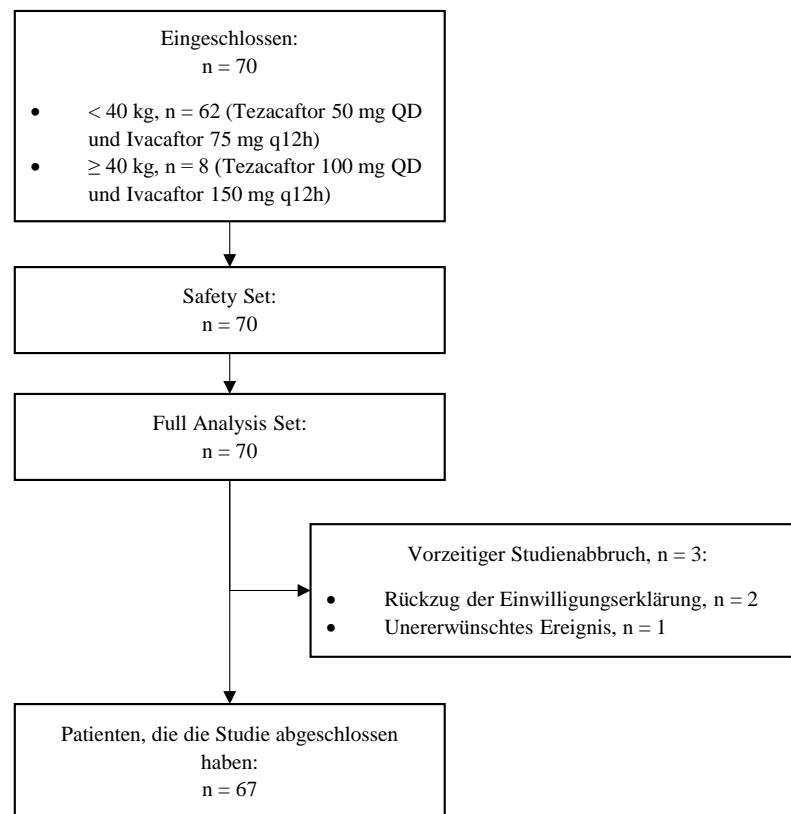 Eingeschlossen:
n = 70
• < 40 kg, n = 62 (Tezacaftor 50 mg QD
und Ivacaftor 75 mg q12h)
• ≥ 40 kg, n = 8 (Tezacaftor 100 mg QD
und Ivacaftor 150 mg q12h)
Safety Set:
n = 70
Full Analysis Set:
n = 70
Vorzeitiger Studienabbruch, n = 3:
• Rückzug der Einwilligungserklärung, n = 2
• Unererwünschtes Ereignis, n = 1
Patienten, die die Studie abgeschlossen
haben:
n = 67